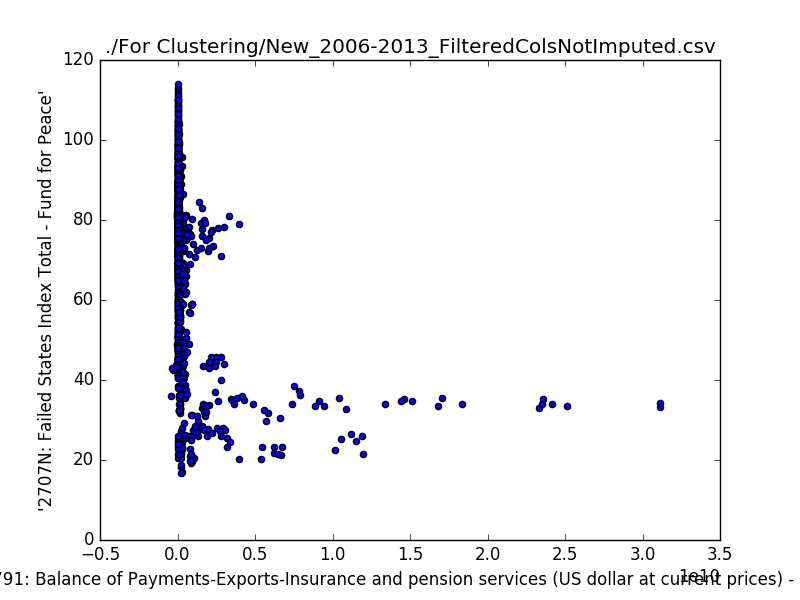 ./For Clustering/New_2006-2013_FilteredColsNotImputed.csv
'2707N: Failed States Index Total - Fund for Peace'
120
100
80
60
40
20
0
−0.5 0.0 0.5 1.0 1.5 2.0 2.5 3.0 3.5
1e10
791: Balance of Payments-Exports-Insurance and pension services (US dollar at current prices) -